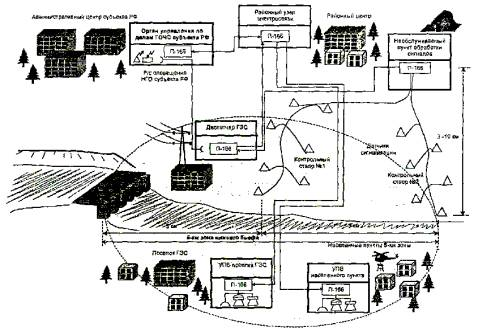 Административный центр субъекта РФ
Орган управления по
делам ГОЧС субъекта РФ
П-166
Р/с оповещения
НГО субъекта РФ
Районный узел
электросвязи
П-166
Районный центр
Необслуживаемый
пункт обработки
сигналов
П-166
Диспетчер ГЭС
П-166
Датчики
сигнализации
3 -10 км
Контрольный
створ №1
Контрольный
створ №2
6-км зона нижнего бьефа
Поселок ГЭС
УПВ поселка ГЭС
П-166
УПВ
населенного пункта
П-166
Населенные пункты 6-км зоны